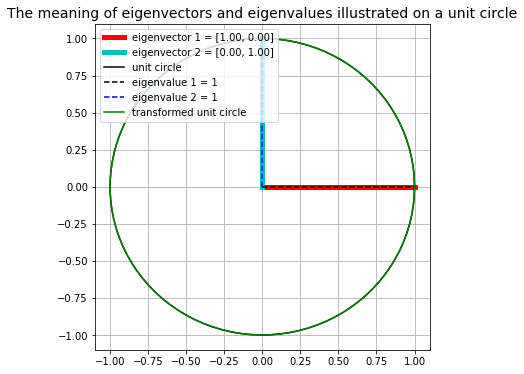 The meaning of eigenvectors and eigenvalues illustrated on a unit circle
eigenvector 1 = [1.00, 0.00]
eigenvector 2 = [0.00, 1.00]
unit circle
eigenvalue 1 = 1
eigenvalue 2 = 1
transformed unit circle
1.00
0.75
0.50
0.25
0.00
−0.25
−0.50
−0.75
−1.00
−1.00 −0.75 −0.50 −0.25 0.00 0.25 0.50 0.75 1.00